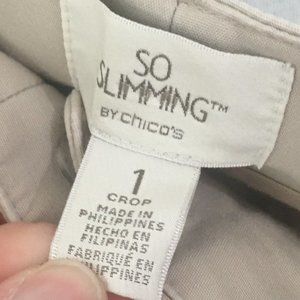 SO
SLIMMING™
BY CHICO'S
1
CROP
MADE IN
PHILIPPINES
HECHO EN
FILIPINAS
FABRIQUÉ EN